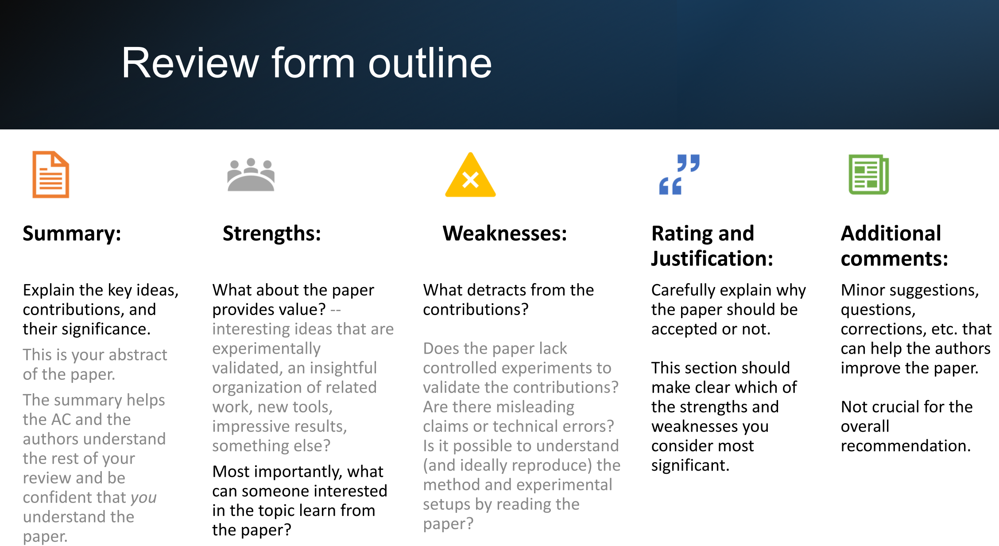 Review form outline
Summary:
Explain the key ideas,
contributions, and
their significance.
This is your abstract
of the paper.
The summary helps
the AC and the
authors understand
the rest of your
review and be
confident that you
understand the
paper.
Strengths:
What about the paper
provides value? --
interesting ideas that are
experimentally
validated, an insightful
organization of related
work, new tools,
impressive results,
something else?
Most importantly, what
can someone interested
in the topic learn from
the paper?
Weaknesses:
What detracts from the
contributions?
Does the paper lack
controlled experiments to
validate the contributions?
Are there misleading
claims or technical errors?
Is it possible to understand
(and ideally reproduce) the
method and experimental
setups by reading the
paper?
Rating and
Justification:
Carefully explain why
the paper should be
accepted or not.
This section should
make clear which of
the strengths and
weaknesses you
consider most
significant.
Additional
comments:
Minor suggestions,
questions,
corrections, etc. that
can help the authors
improve the paper.
Not crucial for the
overall
recommendation.